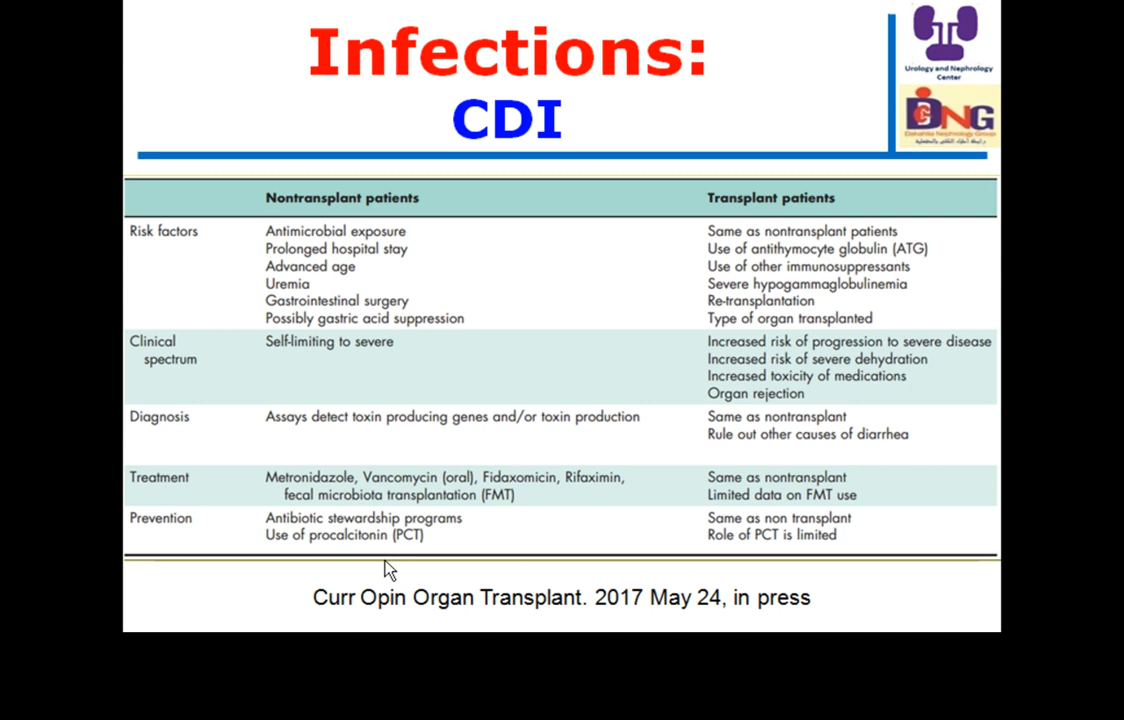 Infections:
CDI
Urology and Nephrology
Center
DNG
Dakahlia Nephrology Group
Nontransplant patients Transplant patients
Risk factors Antimicrobial exposure Same as nontransplant patients
Prolonged hospital stay Use of antithymocyte globulin (ATG)
Advanced age Use of other immunosuppressants
Uremia Severe hypogammaglobulinemia
Gastrointestinal surgery Re-transplantation
Possibly gastric acid suppression Type of organ transplanted
Clinical Self-limiting to severe Increased risk of progression to severe disease
spectrum Increased risk of severe dehydration
Increased toxicity of medications
Organ rejection
Diagnosis Assays detect toxin producing genes and/or toxin production Same as nontransplant
Rule out other causes of diarrhea
Treatment Metronidazole, Vancomycin (oral), Fidaxomicin, Rifaximin, Same as nontransplant
fecal microbiota transplantation (FMT) Limited data on FMT use
Prevention Antibiotic stewardship programs Same as non transplant
Use of procalcitonin (PCT) Role of PCT is limited
Curr Opin Organ Transplant. 2017 May 24, in press